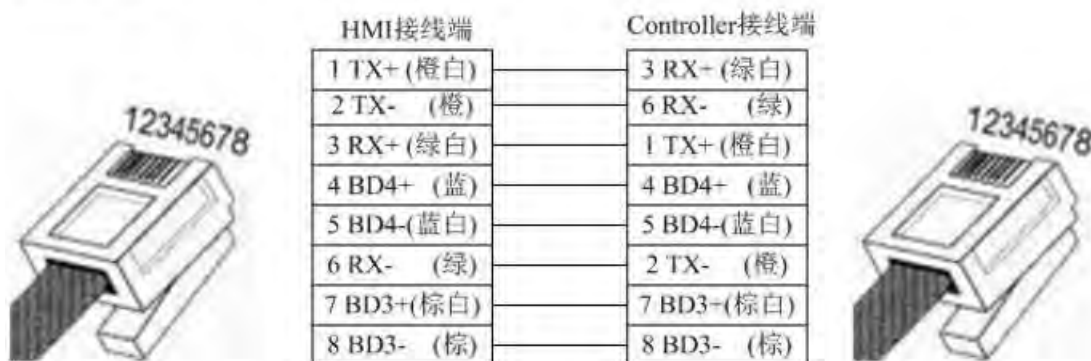 HMI接线端 Controller接线端
1 TX+ (橙白) 3 RX+ (绿白)
2 TX- (橙) 6 RX- (绿)
3 RX+ (绿白) 1 TX+ (橙白)
4 BD4+ (蓝) 4 BD4+ (蓝)
5 BD4-(蓝白) 5 BD4-(蓝白)
6 RX- (绿) 2 TX- (橙)
7 BD3+(棕白) 7 BD3+(棕白)
8 BD3- (棕) 8 BD3- (棕)
12345678 12345678